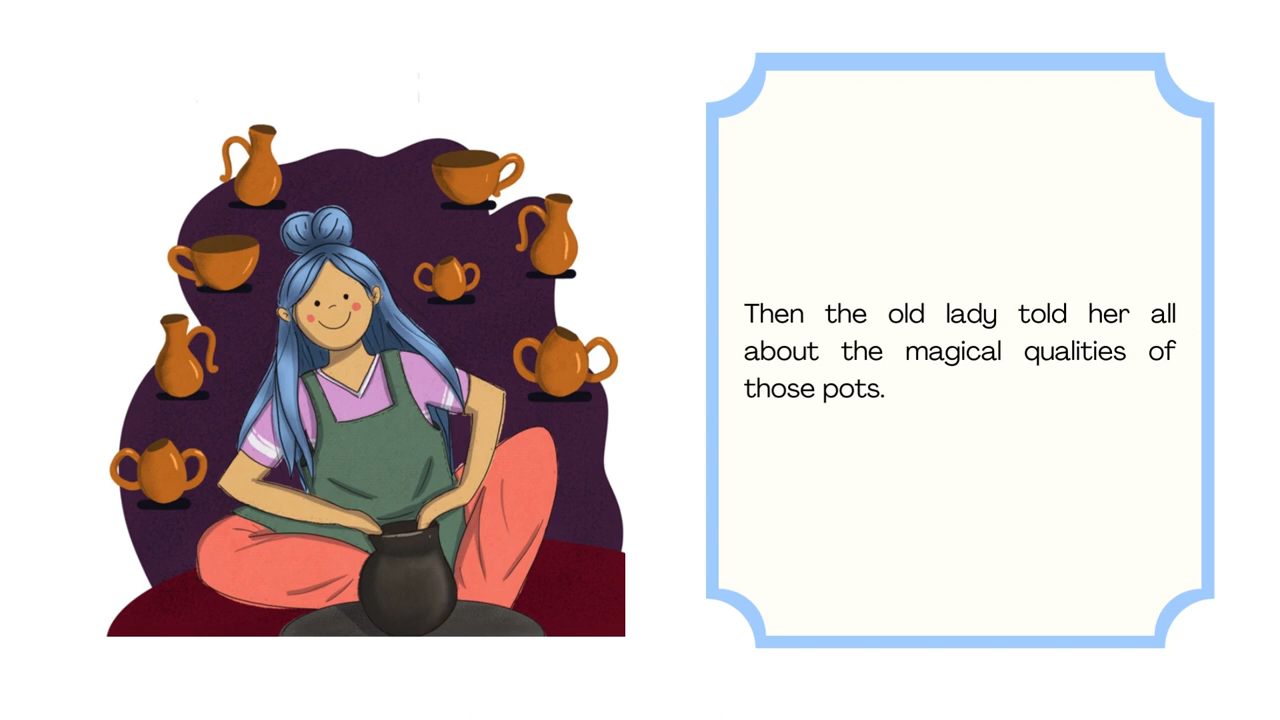 Then the old lady told her all
about the magical qualities of
those pots.